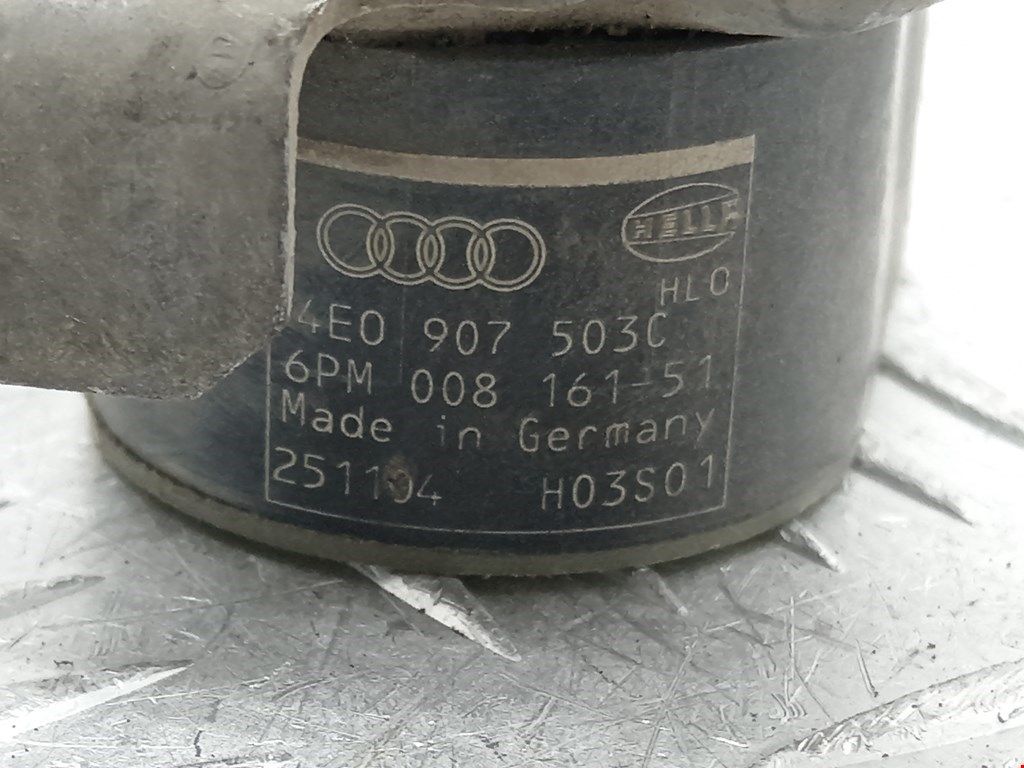 HELLA
HLO
4E0 907 503C
6PM 008 161-51
Made in Germany
251104 H03S01